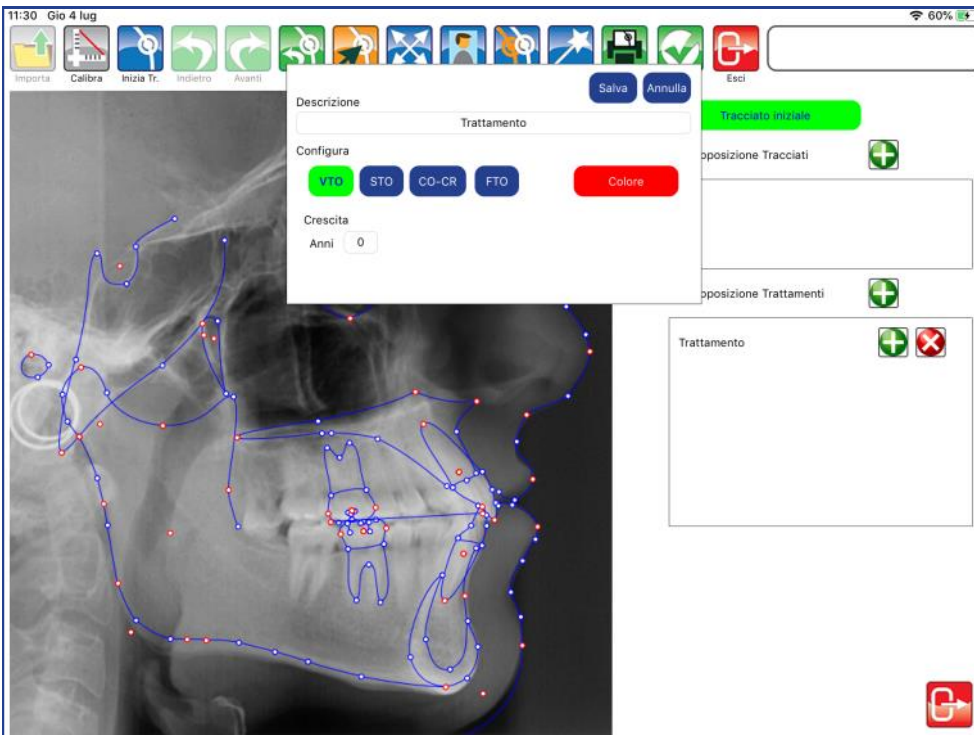 11:30 Gio 4 lug
60%
Importa
Calibra
Inizia Tr.
Indietro
Avanti
Esci
Salva
Annulla
Descrizione
Trattamento
Configura
VTO
STO
CO-CR
FTO
Colore
Crescita
Anni
0
Tracciato iniziale
pposizione Tracciati
pposizione Trattamenti
Trattamento